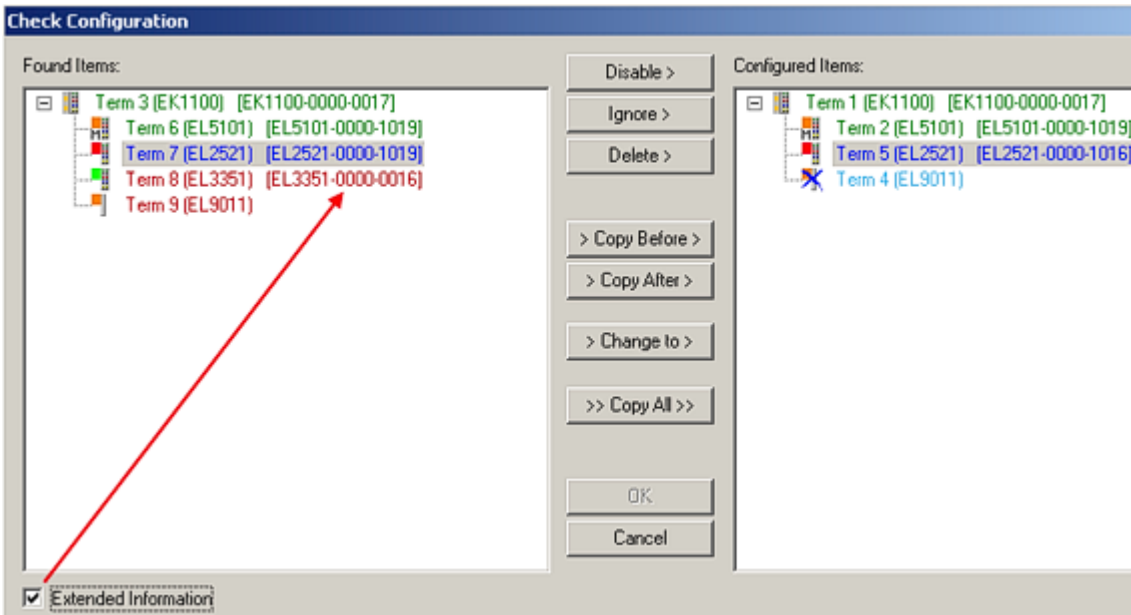 Check Configuration
Found Items:
Term 3 (EK1100) [EK1100-0000-0017]
Term 6 (EL5101) [EL5101-0000-1019]
Term 7 (EL2521) [EL2521-0000-1019]
Term 8 (EL3351) [EL3351-0000-0016]
Term 9 (EL9011)
Disable >
Ignore >
Delete >
> Copy Before >
> Copy After >
> Change to >
>> Copy All >>
OK
Cancel
Configured Items:
Term 1 (EK1100) [EK1100-0000-0017]
Term 2 (EL5101) [EL5101-0000-1019]
Term 5 (EL2521) [EL2521-0000-1016]
Term 4 (EL9011)
Extended Information